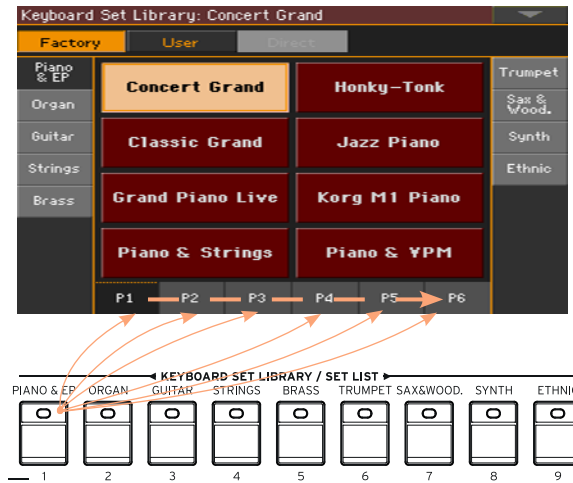 Keyboard Set Library: Concert Grand
Factory User Direct
Piano & EP
Organ
Guitar
Strings
Brass
Concert Grand Honky-Tonk
Classic Grand Jazz Piano
Grand Piano Live Korg M1 Piano
Piano & Strings Piano & ¥PM
Trumpet
Sax & Wood.
Synth
Ethnic
P1 P2 P3 P4 P5 P6
KEYBOARD SET LIBRARY / SET LIST
PIANO & EP ORGAN GUITAR STRINGS BRASS TRUMPET SAX&WOOD. SYNTH ETHNI
1 2 3 4 5 6 7 8 9